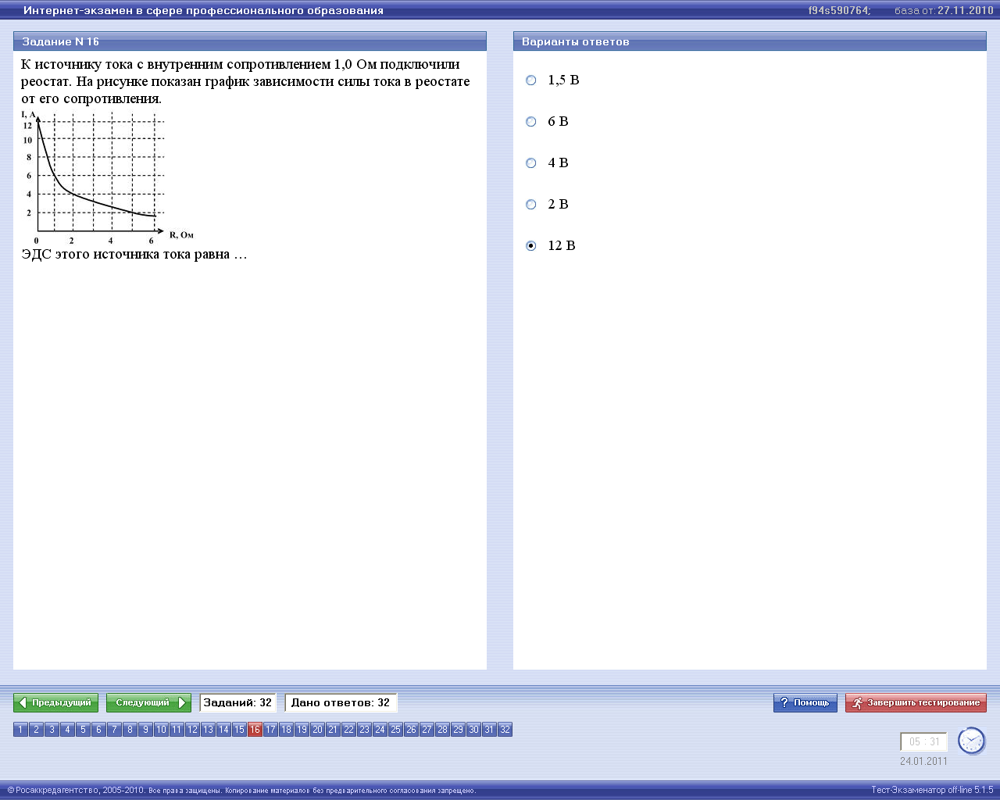 Интернет-экзамен в сфере профессионального образования
f94s590764; база от: 27.11.2010
Задание N 16
К источнику тока с внутренним сопротивлением 1,0 Ом подключили
реостат. На рисунке показан график зависимости силы тока в реостате
от его сопротивления.
I, А
12
10
8
6
4
2
0 2 4 6
R, Ом
ЭДС этого источника тока равна …
Варианты ответов
1,5 В
6 В
4 В
2 В
12 В
Предыдущий Следующий Заданий: 32 Дано ответов: 32 ? Помощь Завершить тестирование
1 2 3 4 5 6 7 8 9 10 11 12 13 14 15 16 17 18 19 20 21 22 23 24 25 26 27 28 29 30 31 32
05 : 31
24.01.2011
© Росаккредагентство, 2005-2010. Все права защищены. Копирование материалов без предварительного согласования запрещено.
Тест-Экзаменатор off-line 5.1.5